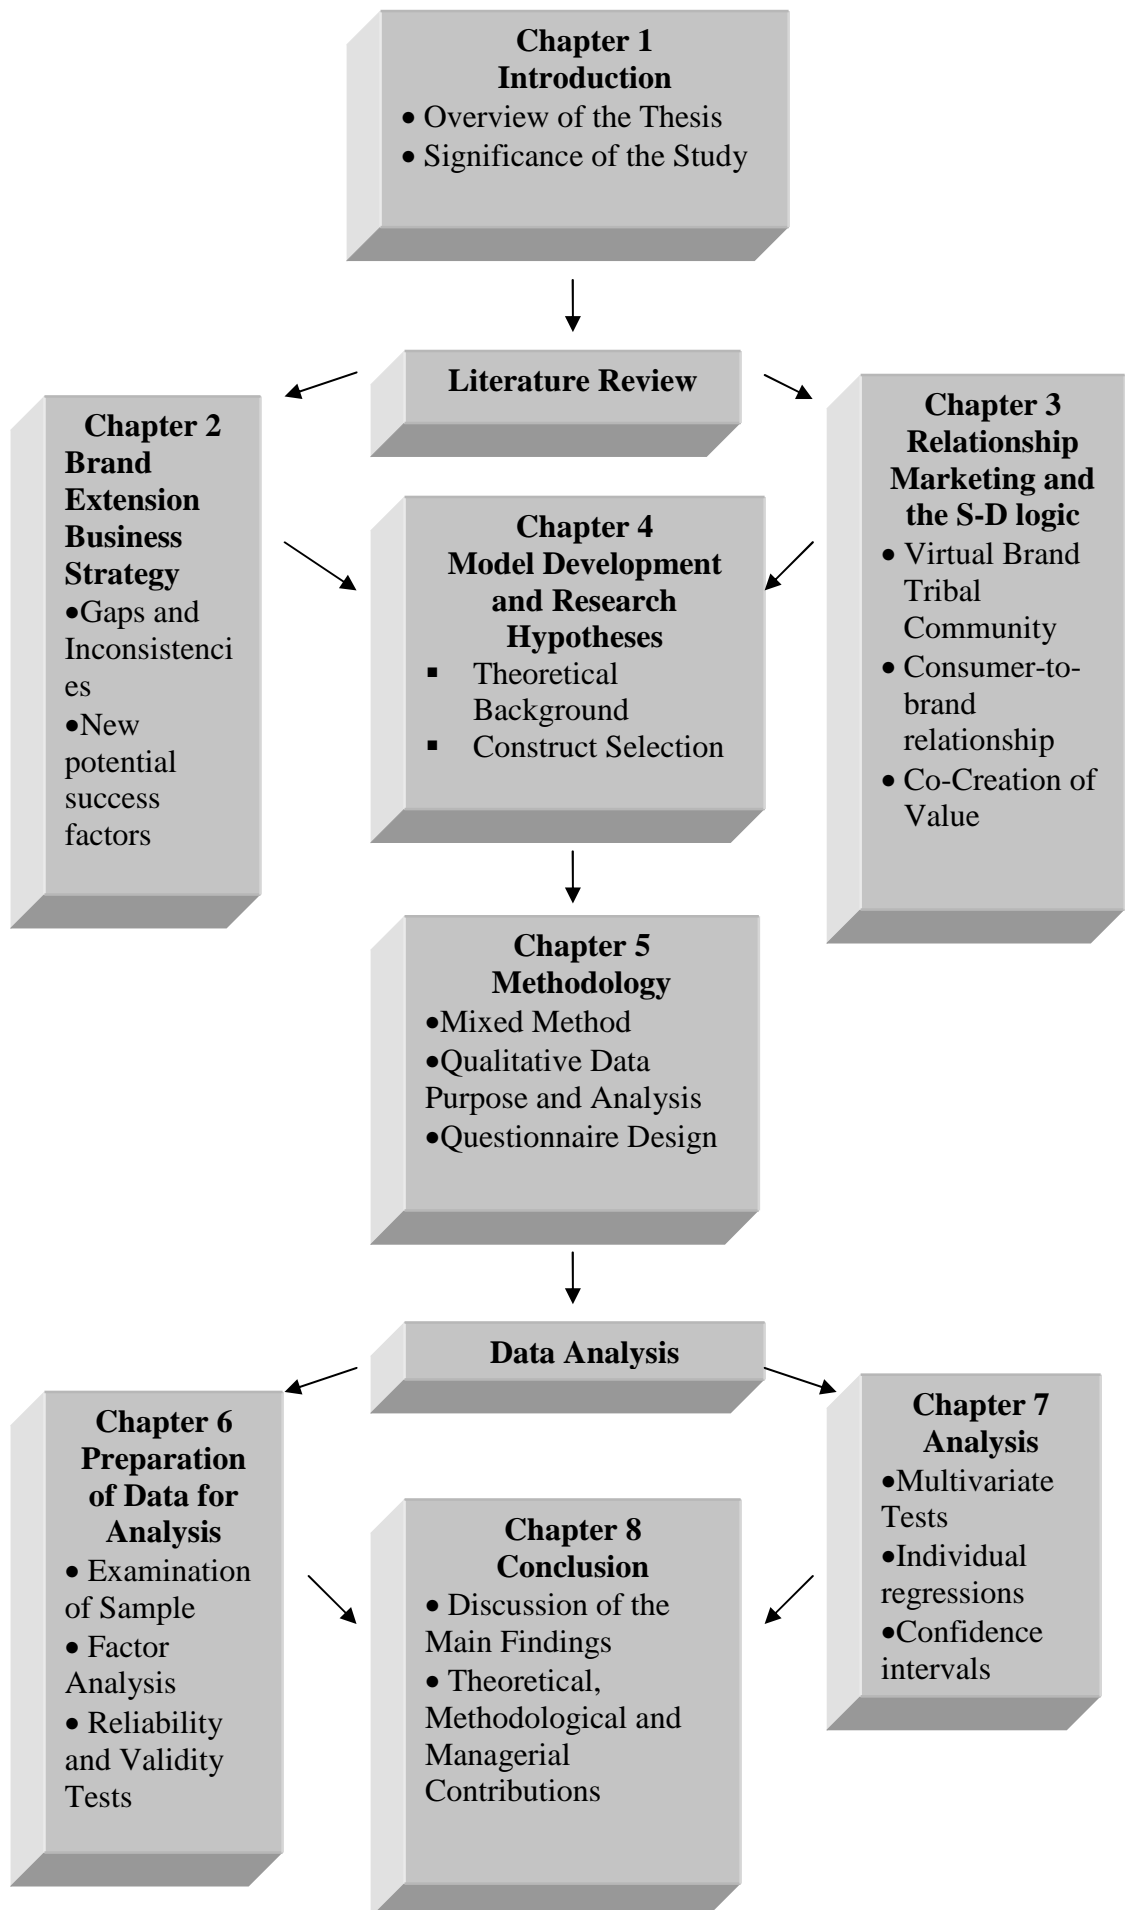 Chapter 1
Introduction
• Overview of the Thesis
• Significance of the Study
Literature Review
Chapter 2
Brand
Extension
Business
Strategy
•Gaps and
Inconsistenci
es
•New
potential
success
factors
Chapter 3
Relationship
Marketing and
the S-D logic
• Virtual Brand
Tribal
Community
• Consumer-to-
brand
relationship
• Co-Creation of
Value
Chapter 4
Model Development
and Research
Hypotheses
▪ Theoretical
Background
▪ Construct Selection
Chapter 5
Methodology
•Mixed Method
•Qualitative Data
Purpose and Analysis
•Questionnaire Design
Data Analysis
Chapter 6
Preparation
of Data for
Analysis
• Examination
of Sample
• Factor
Analysis
• Reliability
and Validity
Tests
Chapter 7
Analysis
•Multivariate
Tests
•Individual
regressions
•Confidence
intervals
Chapter 8
Conclusion
• Discussion of the
Main Findings
• Theoretical,
Methodological and
Managerial
Contributions